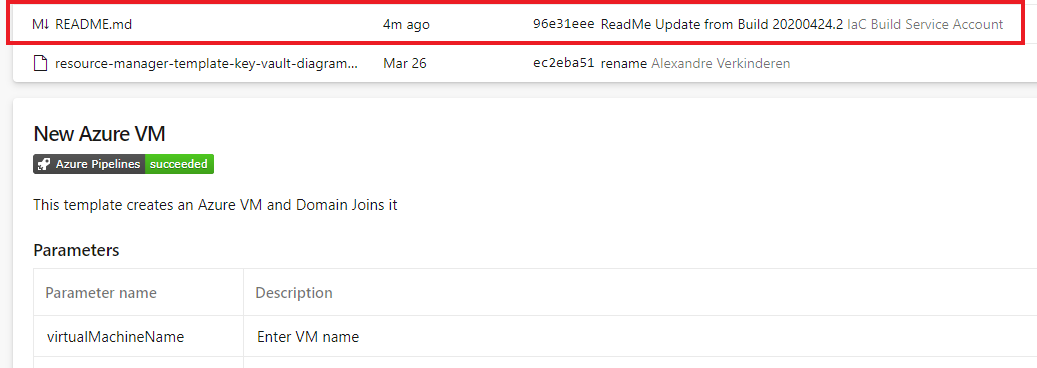 M↓ README.md 4m ago 96e31eee ReadMe Update from Build 20200424.2 IaC Build Service Account
resource-manager-template-key-vault-diagram... Mar 26 ec2eba51 rename Alexandre Verkinderen
New Azure VM
Azure Pipelines succeeded
This template creates an Azure VM and Domain Joins it
Parameters
Parameter name Description
virtualMachineName Enter VM name